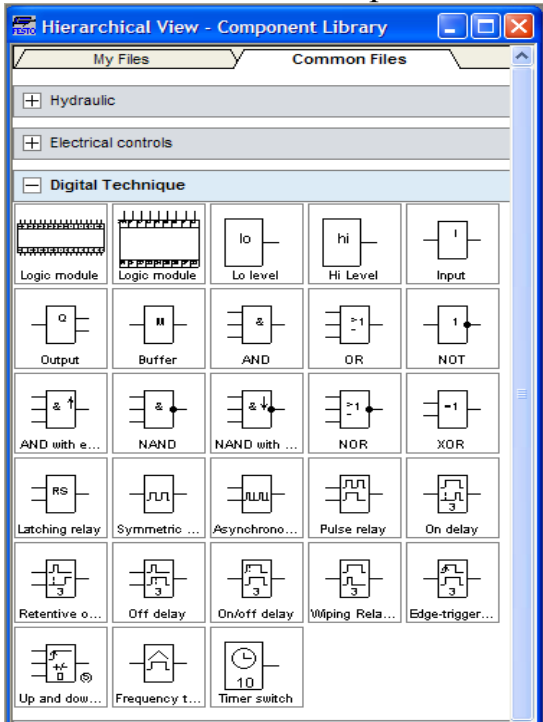 FESTO Hierarchical View - Component Library
My Files Common Files
Hydraulic
Electrical controls
Digital Technique
lo hi I
Logic module Logic module Lo level Hi Level Input
Q M & >1 1
Output Buffer AND OR NOT
& & & >1 =1
AND with e... NAND NAND with ... NOR XOR
RS 3
Latching relay Symmetric ... Asynchrono... Pulse relay On delay
3 3 3 3 3
Retentive o... Off delay On/off delay Wiping Rela... Edge-trigger...
+/- 0 10
Up and dow... Frequency t... Timer switch